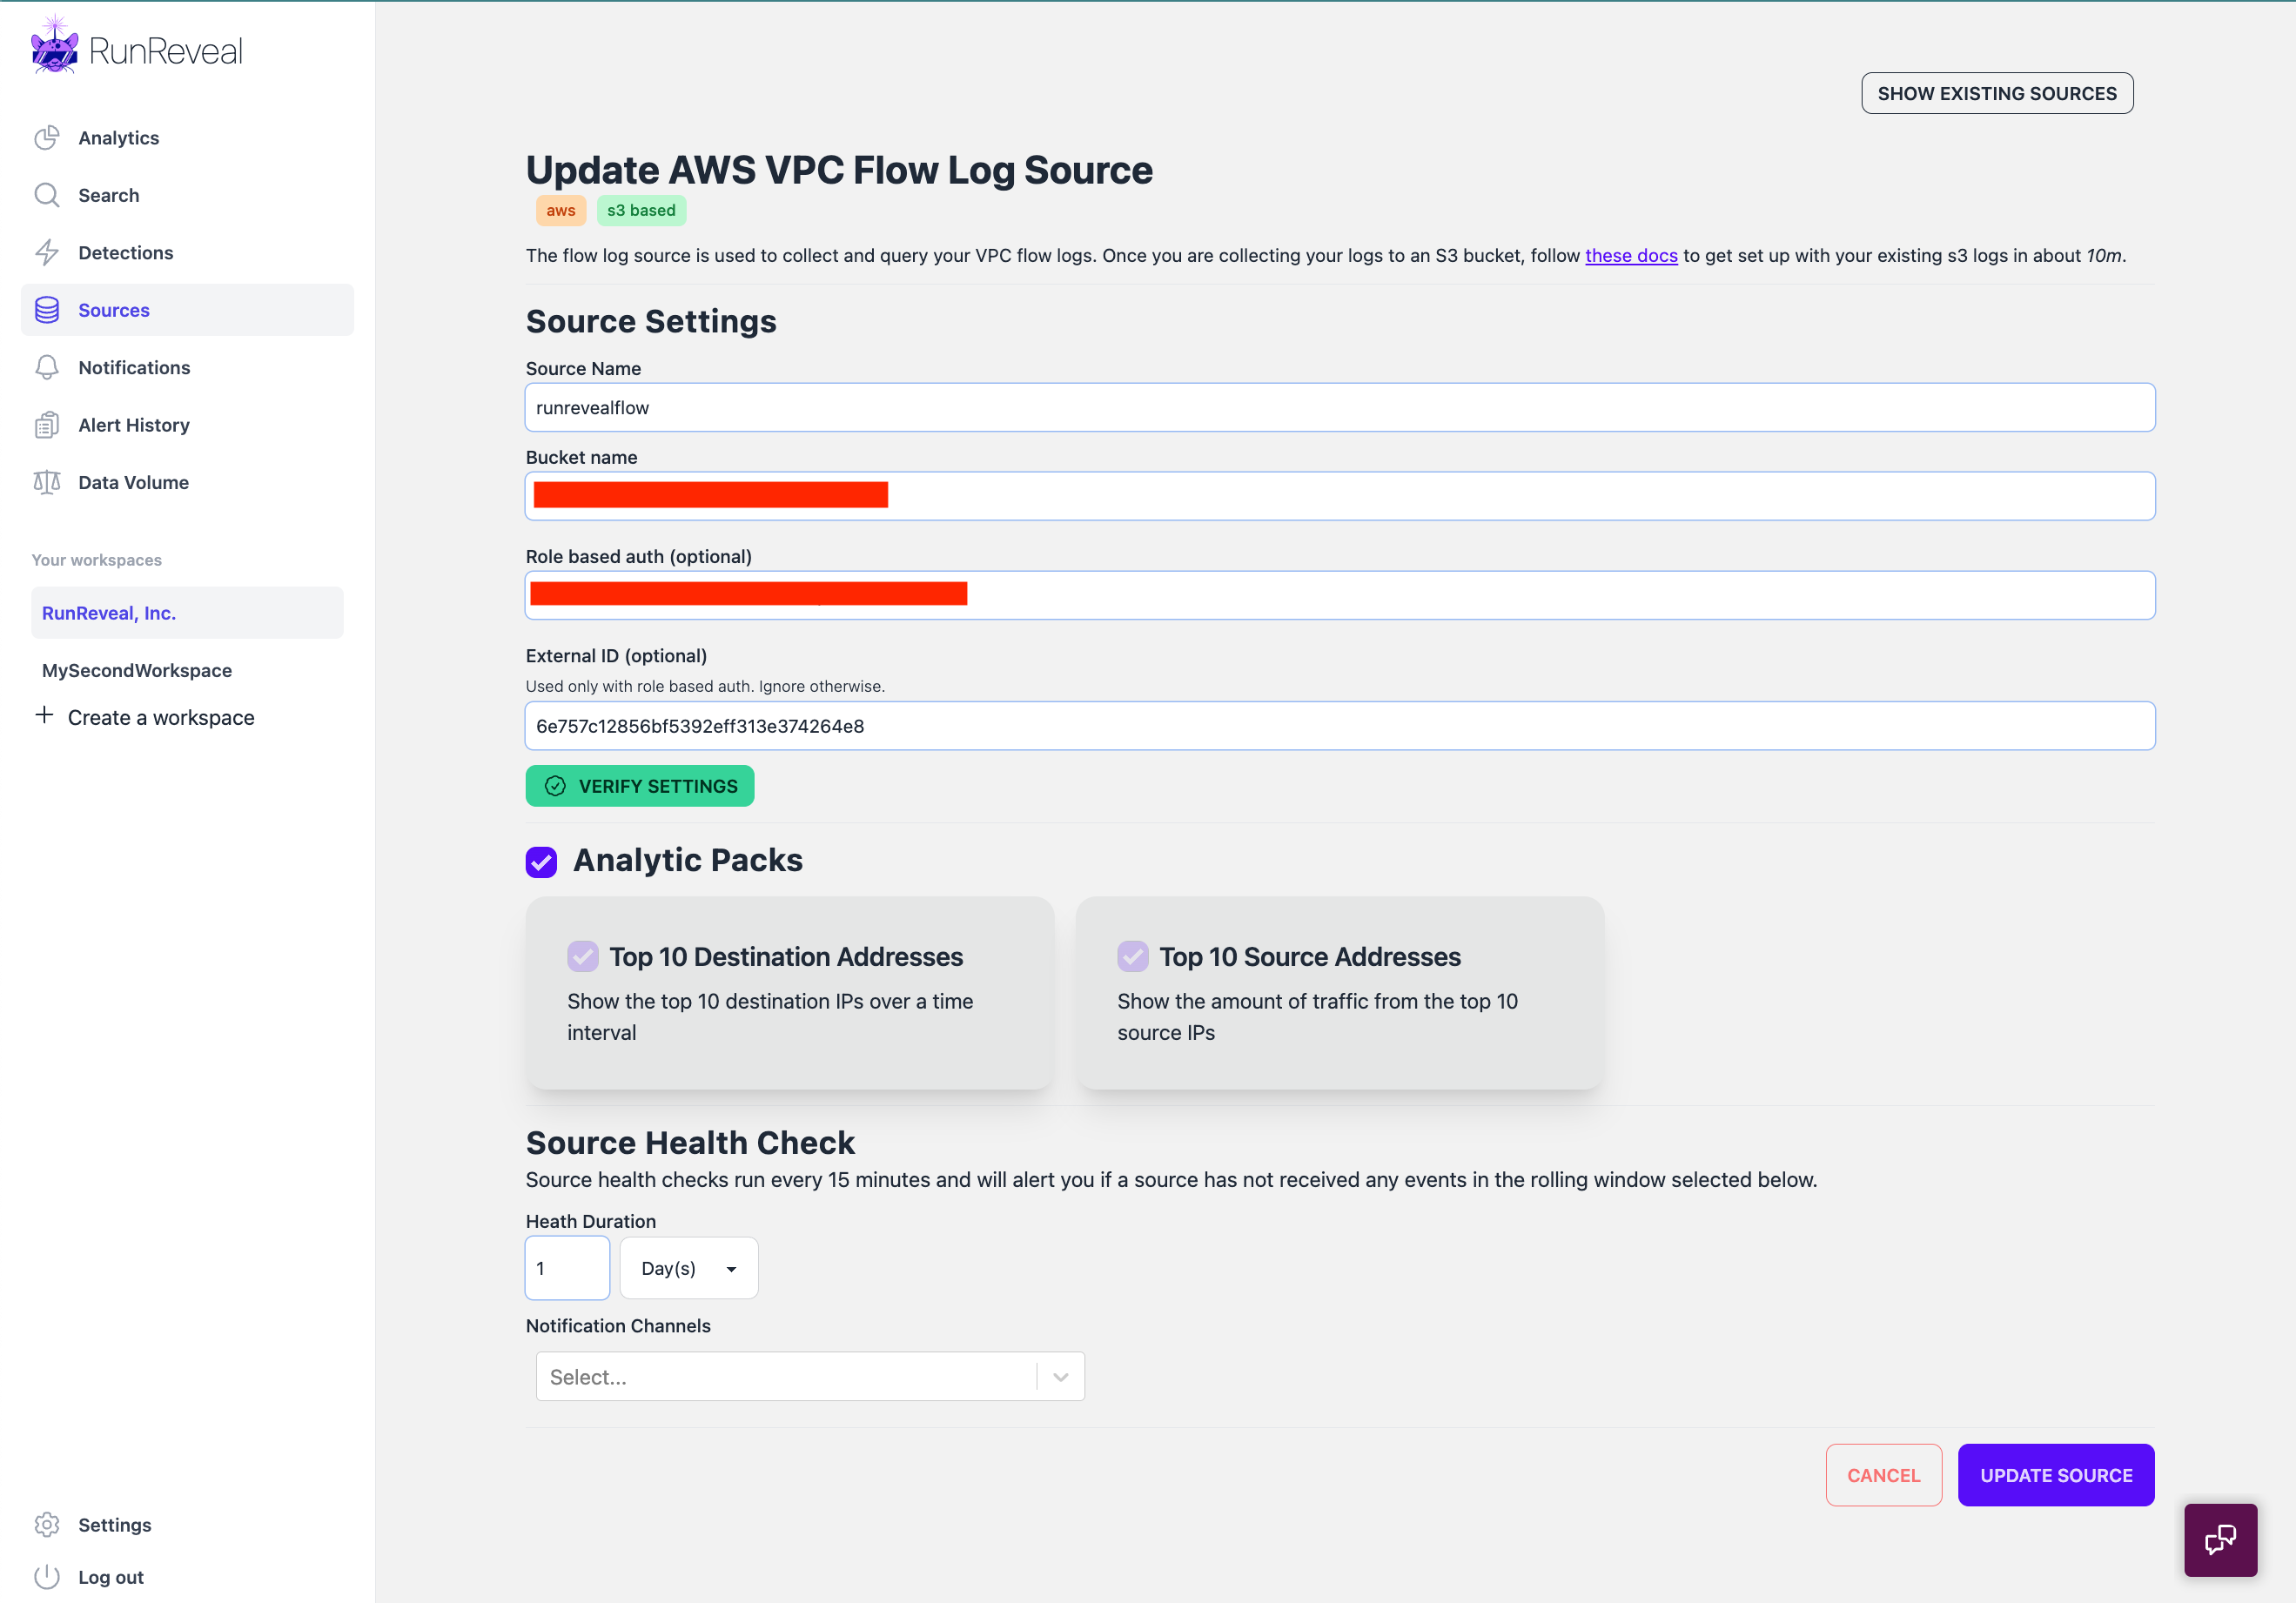 RunReveal
Analytics
Search
Detections
Sources
Notifications
Alert History
Data Volume
Your workspaces
RunReveal, Inc.
MySecondWorkspace
Create a workspace
Settings
Log out
SHOW EXISTING SOURCES
Update AWS VPC Flow Log Source
aws s3 based
The flow log source is used to collect and query your VPC flow logs. Once you are collecting your logs to an S3 bucket, follow these docs to get set up with your existing s3 logs in about 10m.
Source Settings
Source Name
runrevealflow
Bucket name
Role based auth (optional)
External ID (optional)
Used only with role based auth. Ignore otherwise.
6e757c12856bf5392eff313e374264e8
VERIFY SETTINGS
Analytic Packs
Top 10 Destination Addresses
Show the top 10 destination IPs over a time
interval
Top 10 Source Addresses
Show the amount of traffic from the top 10
source IPs
Source Health Check
Source health checks run every 15 minutes and will alert you if a source has not received any events in the rolling window selected below.
Heath Duration
1 Day(s)
Notification Channels
Select...
CANCEL UPDATE SOURCE